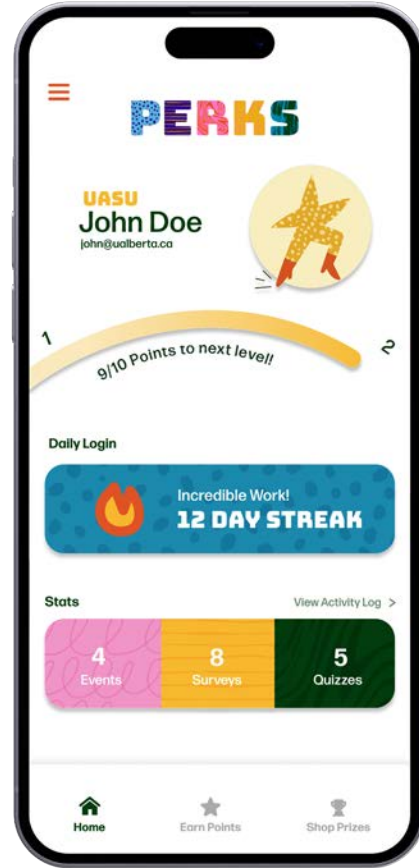 PERKS
UASU
John Doe
john@ualberta.ca
1
9/10 Points to next level!
2
Daily Login
Incredible Work!
12 DAY STREAK
Stats
View Activity Log >
4
Events
8
Surveys
5
Quizzes
Home
Earn Points
Shop Prizes